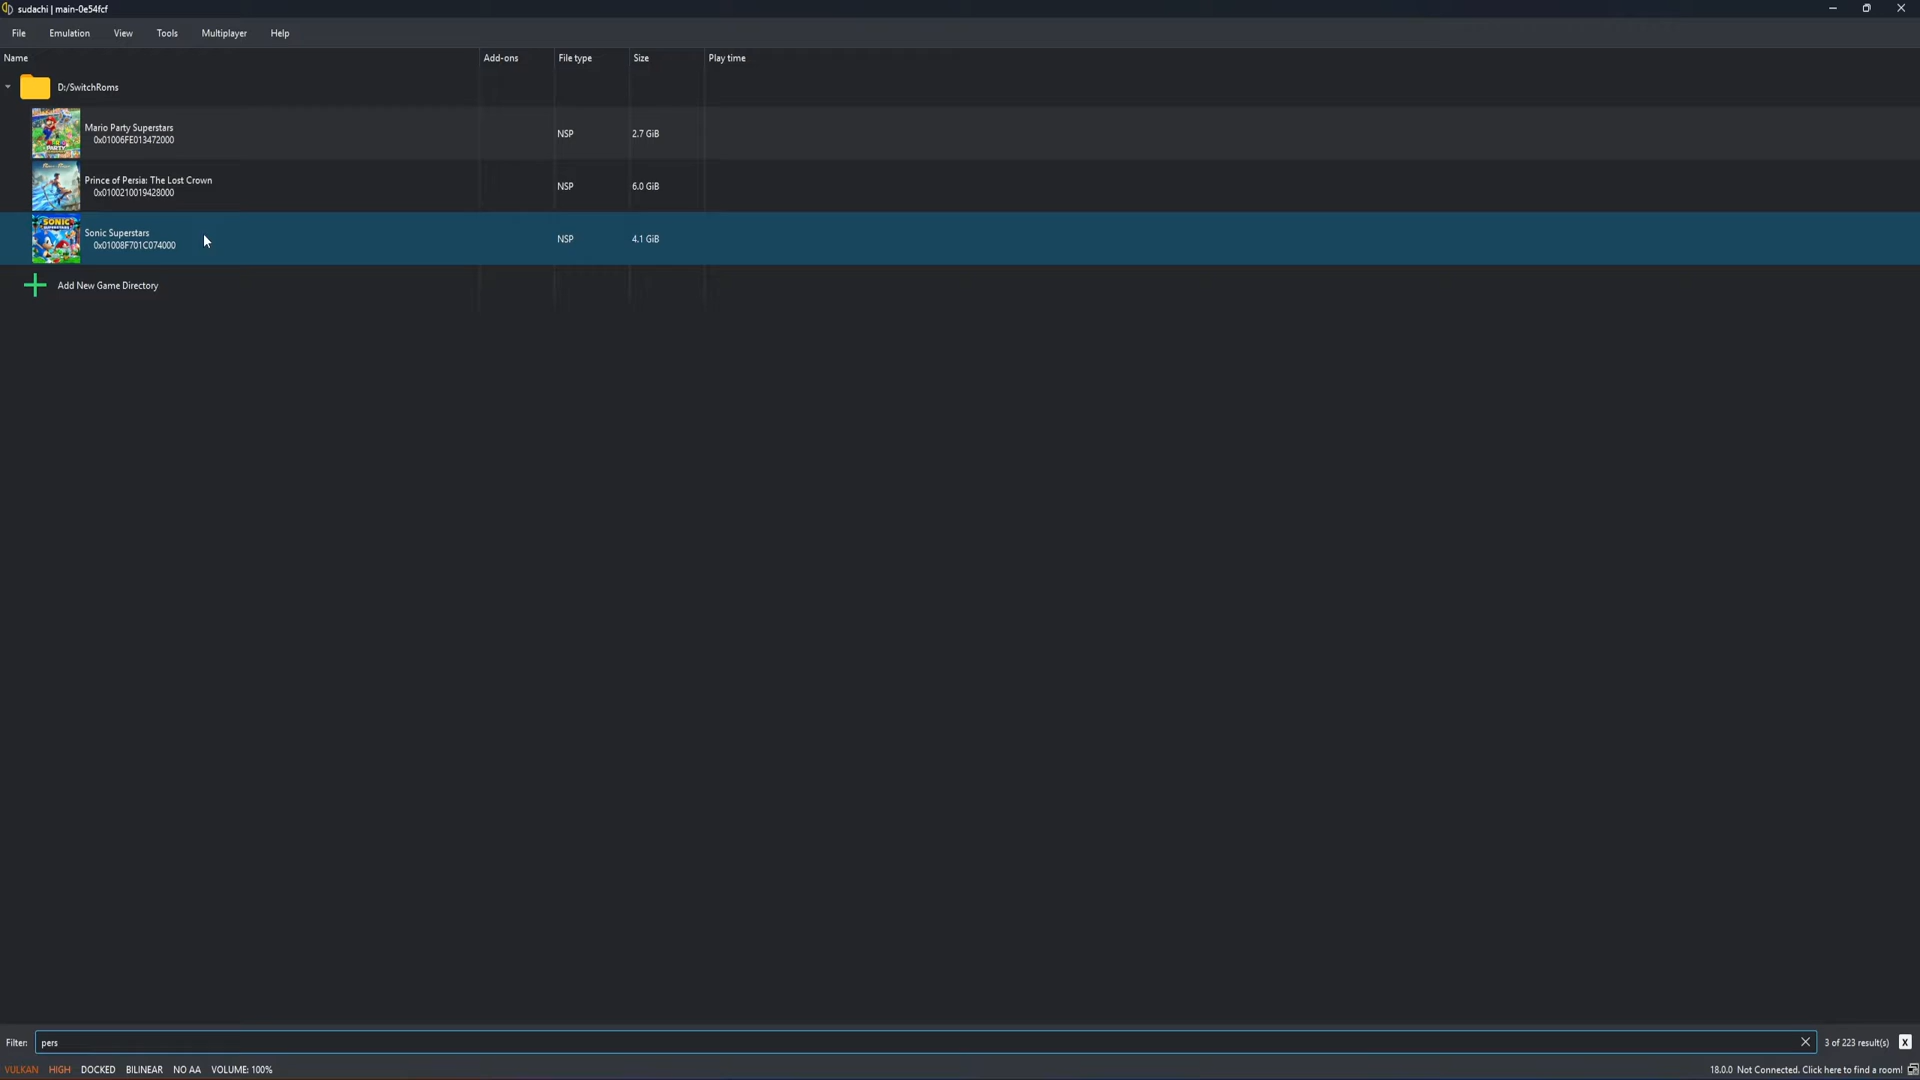 sudachi | main-0e54fcf
File Emulation View Tools Multiplayer Help
Name Add-ons File type Size Play time
D:/SwitchRoms
Mario Party Superstars
0x01006FE013472000 NSP 2.7 GiB
Prince of Persia: The Lost Crown
0x0100210019428000 NSP 6.0 GiB
SONIC
Sonic Superstars
0x01008F701C074000 NSP 4.1 GiB
Add New Game Directory
Filter: pers 3 of 223 result(s) X
VULKAN HIGH DOCKED BILINEAR NO AA VOLUME: 100% 18.0.0 Not Connected. Click here to find a room!